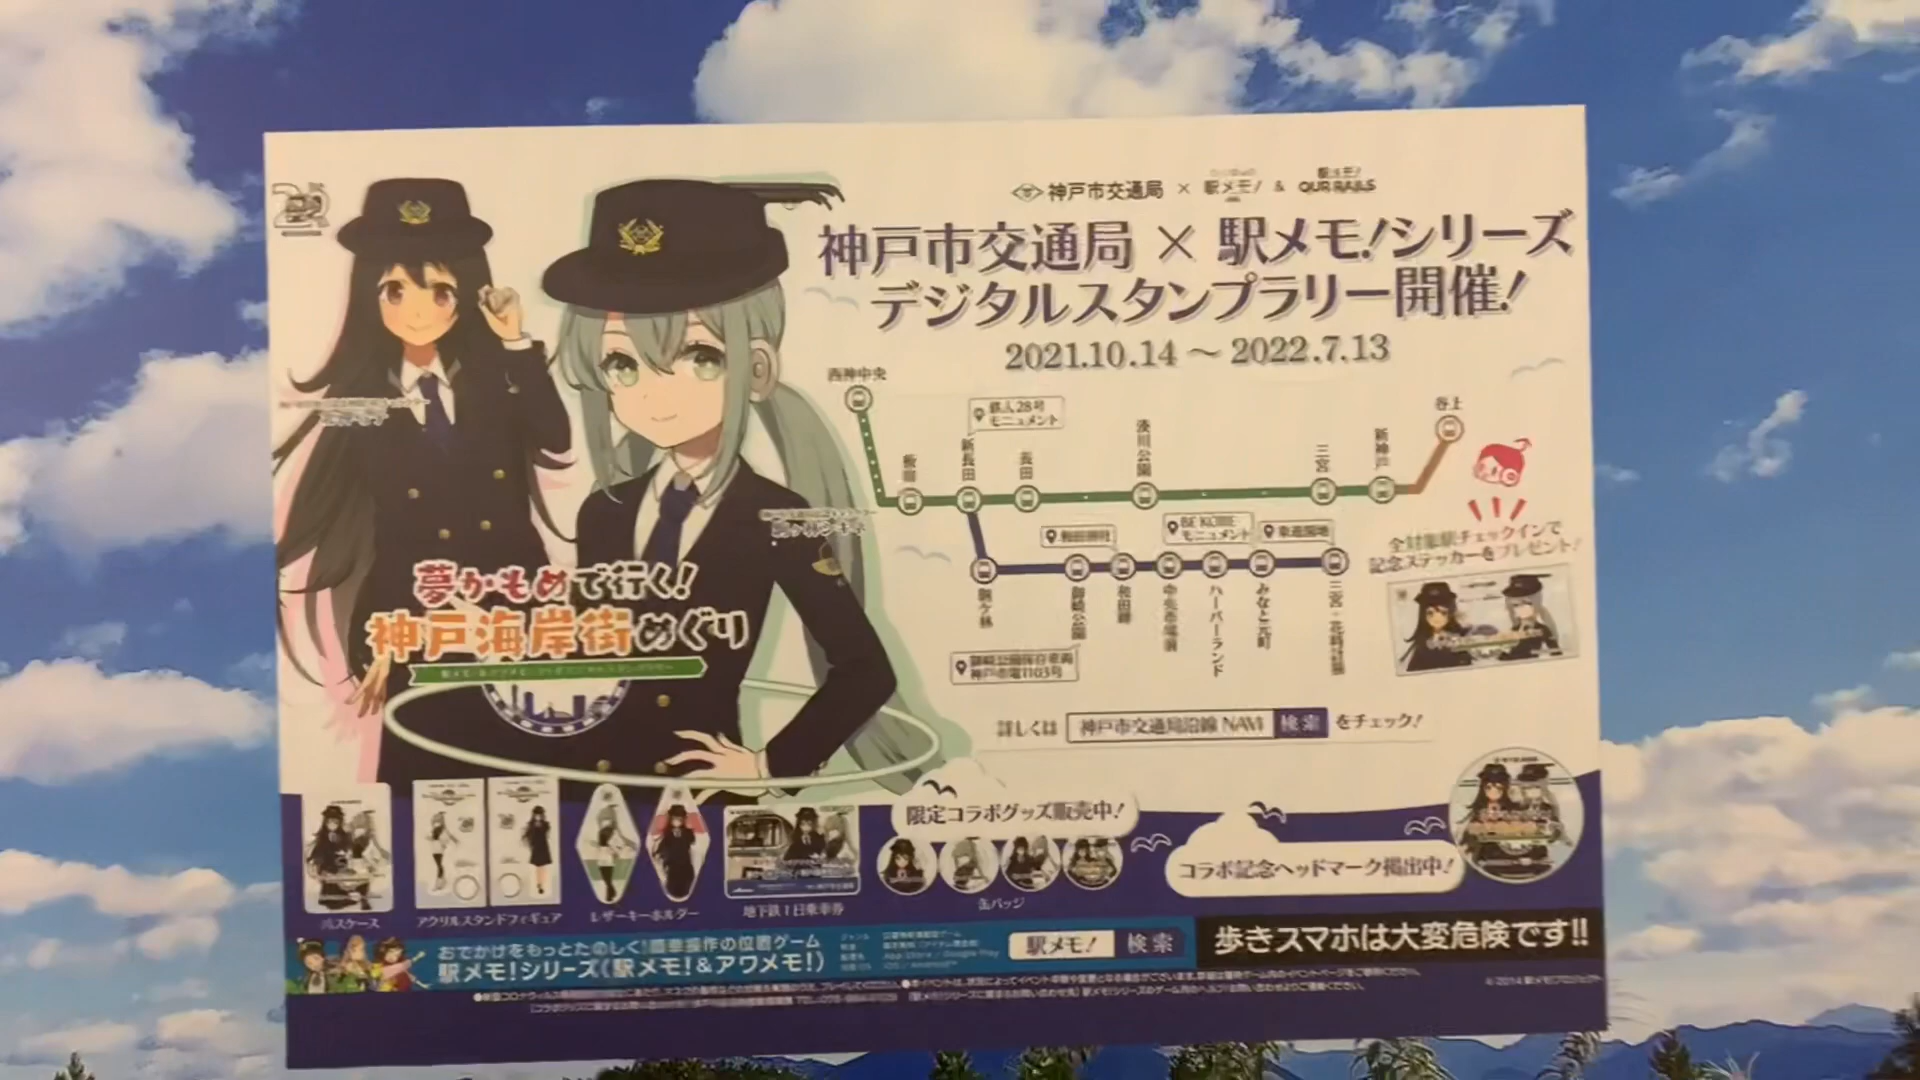 神戸市交通局 × 駅メモ! & OUR RAILS
神戸市交通局 × 駅メモ!シリーズ
デジタルスタンプラリー開催!
2021.10.14 〜 2022.7.13
西神中央
谷上
鉄人28号
モニュメント
板宿
新長田
長田
湊川公園
三宮
新神戸
和田神社
BE KOBE
モニュメント
東遊園地
全対象駅チェックインで
記念ステッカーをプレゼント!
駒ヶ林
御崎公園
和田岬
中央市場前
ハーバーランド
みなと元町
三宮・花時計前
御崎公園保存車両
神戸市電1103号
夢かもめで行く!
神戸海岸街めぐり
詳しくは 神戸市交通局沿線 NAVI 検索 をチェック!
限定コラボグッズ販売中!
コラボ記念ヘッドマーク掲出中!
パスケース
アクリルスタンドフィギュア
レザーキーホルダー
地下鉄1日乗車券
缶バッジ
おでかけをもっとたのしく!簡単操作の位置ゲーム
駅メモ!シリーズ(駅メモ!&アワメモ!)
駅メモ! 検索
歩きスマホは大変危険です!!